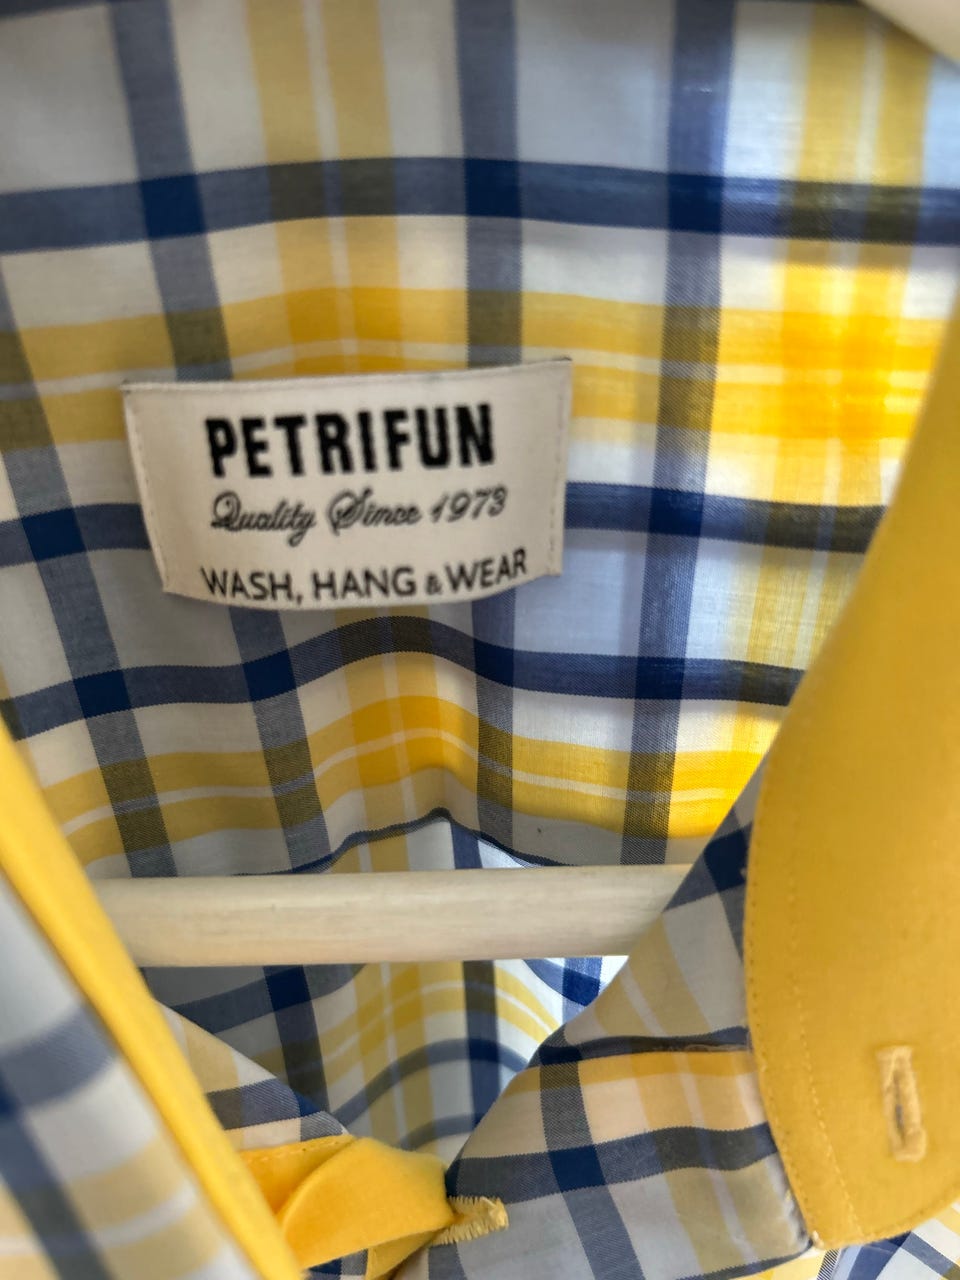 PETRIFUN
Quality Since 1973
WASH, HANG & WEAR